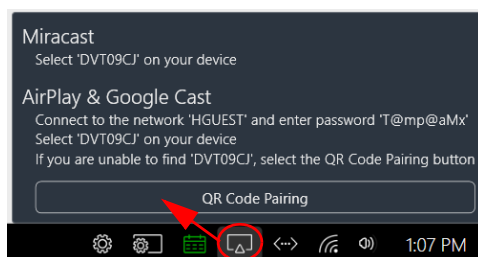 Miracast
Select 'DVT09CJ' on your device
AirPlay & Google Cast
Connect to the network 'HGUEST' and enter password 'T@mp@aMx'
Select 'DVT09CJ' on your device
If you are unable to find 'DVT09CJ', select the QR Code Pairing button
QR Code Pairing
1:07 PM